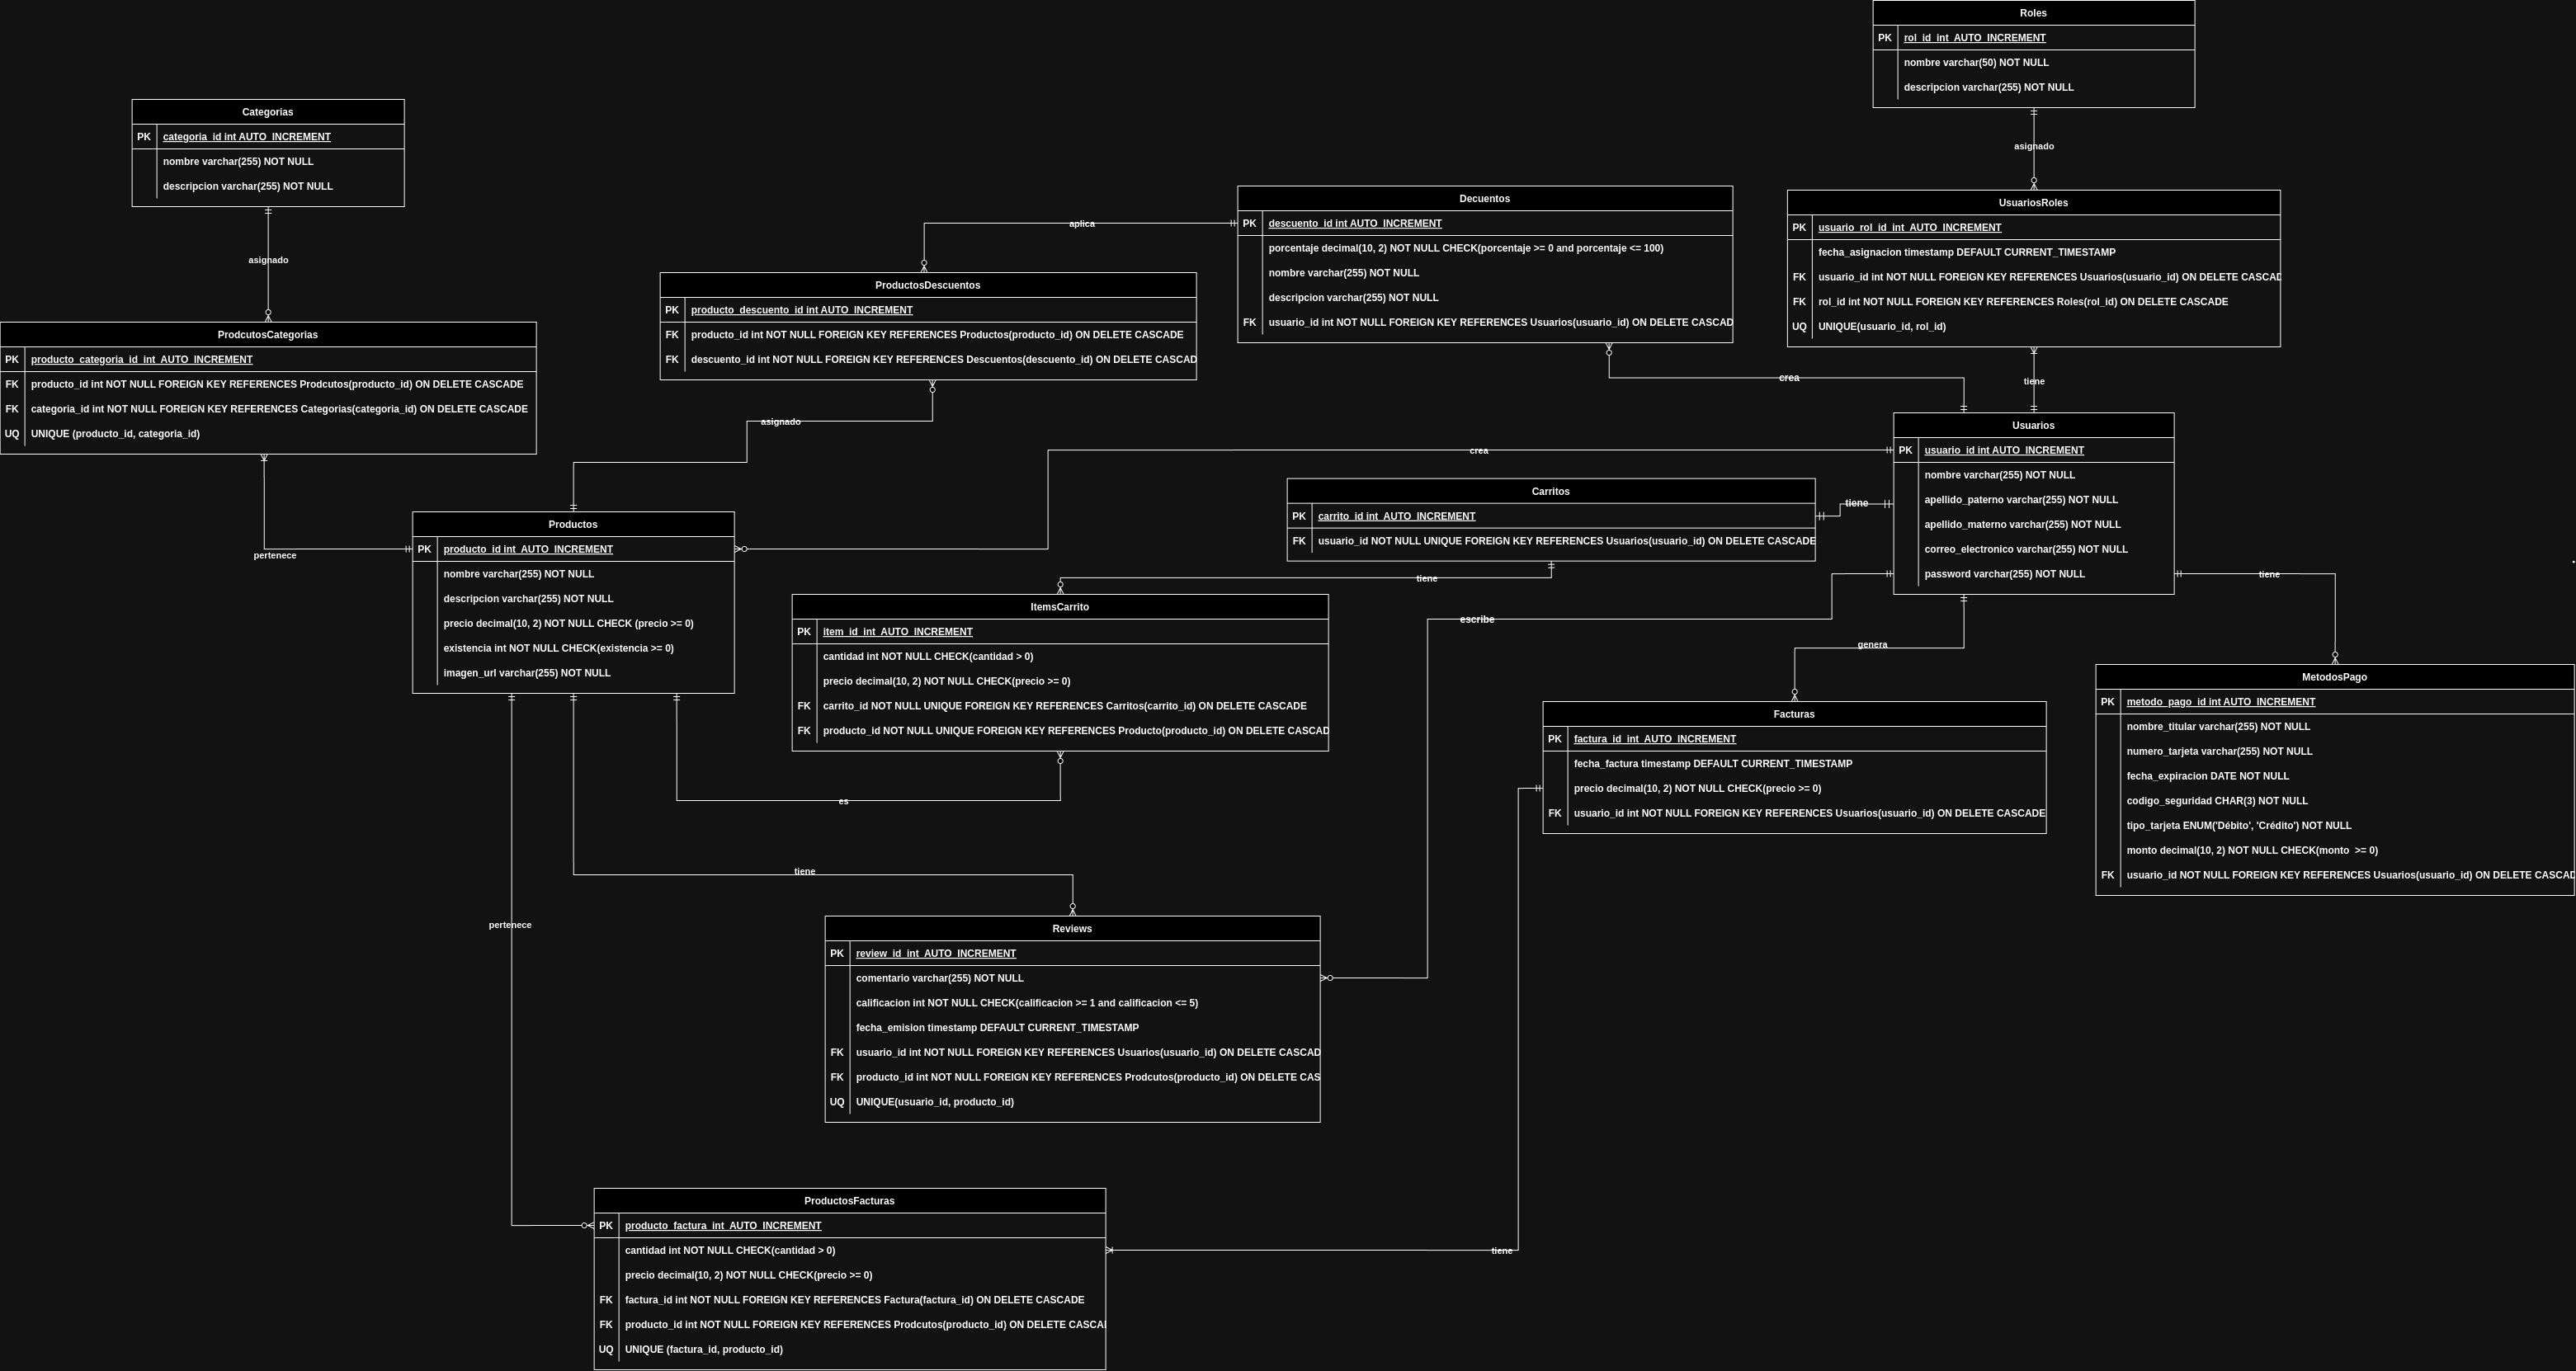 Roles
PK rol_id int AUTO_INCREMENT
nombre varchar(50) NOT NULL
descripcion varchar(255) NOT NULL
asignado
Categorias
PK categoria_id int AUTO_INCREMENT
nombre varchar(255) NOT NULL
descripcion varchar(255) NOT NULL
asignado
Decuentos
PK descuento_id int AUTO_INCREMENT
porcentaje decimal(10, 2) NOT NULL CHECK(porcentaje >= 0 and porcentaje <= 100)
nombre varchar(255) NOT NULL
descripcion varchar(255) NOT NULL
FK usuario_id int NOT NULL FOREIGN KEY REFERENCES Usuarios(usuario_id) ON DELETE CASCAD
aplica
UsuariosRoles
PK usuario_rol_id int AUTO_INCREMENT
fecha_asignacion timestamp DEFAULT CURRENT_TIMESTAMP
FK usuario_id int NOT NULL FOREIGN KEY REFERENCES Usuarios(usuario_id) ON DELETE CASCAD
FK rol_id int NOT NULL FOREIGN KEY REFERENCES Roles(rol_id) ON DELETE CASCADE
UQ UNIQUE(usuario_id, rol_id)
ProductosDescuentos
PK producto_descuento_id int AUTO_INCREMENT
FK producto_id int NOT NULL FOREIGN KEY REFERENCES Productos(producto_id) ON DELETE CASCADE
FK descuento_id int NOT NULL FOREIGN KEY REFERENCES Descuentos(descuento_id) ON DELETE CASCAD
asignado
ProdcutosCategorias
PK producto_categoria_id int AUTO_INCREMENT
FK producto_id int NOT NULL FOREIGN KEY REFERENCES Prodcutos(producto_id) ON DELETE CASCADE
FK categoria_id int NOT NULL FOREIGN KEY REFERENCES Categorias(categoria_id) ON DELETE CASCADE
UQ UNIQUE (producto_id, categoria_id)
pertenece
crea
tiene
crea
Usuarios
PK usuario_id int AUTO_INCREMENT
nombre varchar(255) NOT NULL
apellido_paterno varchar(255) NOT NULL
apellido_materno varchar(255) NOT NULL
correo_electronico varchar(255) NOT NULL
password varchar(255) NOT NULL
tiene
tiene
Carritos
PK carrito_id int AUTO_INCREMENT
FK usuario_id NOT NULL UNIQUE FOREIGN KEY REFERENCES Usuarios(usuario_id) ON DELETE CASCADE
tiene
Productos
PK producto_id int AUTO_INCREMENT
nombre varchar(255) NOT NULL
descripcion varchar(255) NOT NULL
precio decimal(10, 2) NOT NULL CHECK (precio >= 0)
existencia int NOT NULL CHECK(existencia >= 0)
imagen_url varchar(255) NOT NULL
ItemsCarrito
PK item_id int AUTO_INCREMENT
cantidad int NOT NULL CHECK(cantidad > 0)
precio decimal(10, 2) NOT NULL CHECK(precio >= 0)
FK carrito_id NOT NULL UNIQUE FOREIGN KEY REFERENCES Carritos(carrito_id) ON DELETE CASCADE
FK producto_id NOT NULL UNIQUE FOREIGN KEY REFERENCES Producto(producto_id) ON DELETE CASCAD
es
escribe
genera
Facturas
PK factura_id int AUTO_INCREMENT
fecha_factura timestamp DEFAULT CURRENT_TIMESTAMP
precio decimal(10, 2) NOT NULL CHECK(precio >= 0)
FK usuario_id int NOT NULL FOREIGN KEY REFERENCES Usuarios(usuario_id) ON DELETE CASCADE
MetodosPago
PK metodo_pago_id int AUTO_INCREMENT
nombre_titular varchar(255) NOT NULL
numero_tarjeta varchar(255) NOT NULL
fecha_expiracion DATE NOT NULL
codigo_seguridad CHAR(3) NOT NULL
tipo_tarjeta ENUM('Débito', 'Crédito') NOT NULL
monto decimal(10, 2) NOT NULL CHECK(monto >= 0)
FK usuario_id NOT NULL FOREIGN KEY REFERENCES Usuarios(usuario_id) ON DELETE CASCAD
tiene
pertenece
Reviews
PK review_id int AUTO_INCREMENT
comentario varchar(255) NOT NULL
calificacion int NOT NULL CHECK(calificacion >= 1 and calificacion <= 5)
fecha_emision timestamp DEFAULT CURRENT_TIMESTAMP
FK usuario_id int NOT NULL FOREIGN KEY REFERENCES Usuarios(usuario_id) ON DELETE CASCAD
FK producto_id int NOT NULL FOREIGN KEY REFERENCES Prodcutos(producto_id) ON DELETE CAS
UQ UNIQUE(usuario_id, producto_id)
ProductosFacturas
PK producto_factura_int AUTO_INCREMENT
cantidad int NOT NULL CHECK(cantidad > 0)
precio decimal(10, 2) NOT NULL CHECK(precio >= 0)
FK factura_id int NOT NULL FOREIGN KEY REFERENCES Factura(factura_id) ON DELETE CASCADE
FK producto_id int NOT NULL FOREIGN KEY REFERENCES Prodcutos(producto_id) ON DELETE CASCA
UQ UNIQUE (factura_id, producto_id)
tiene